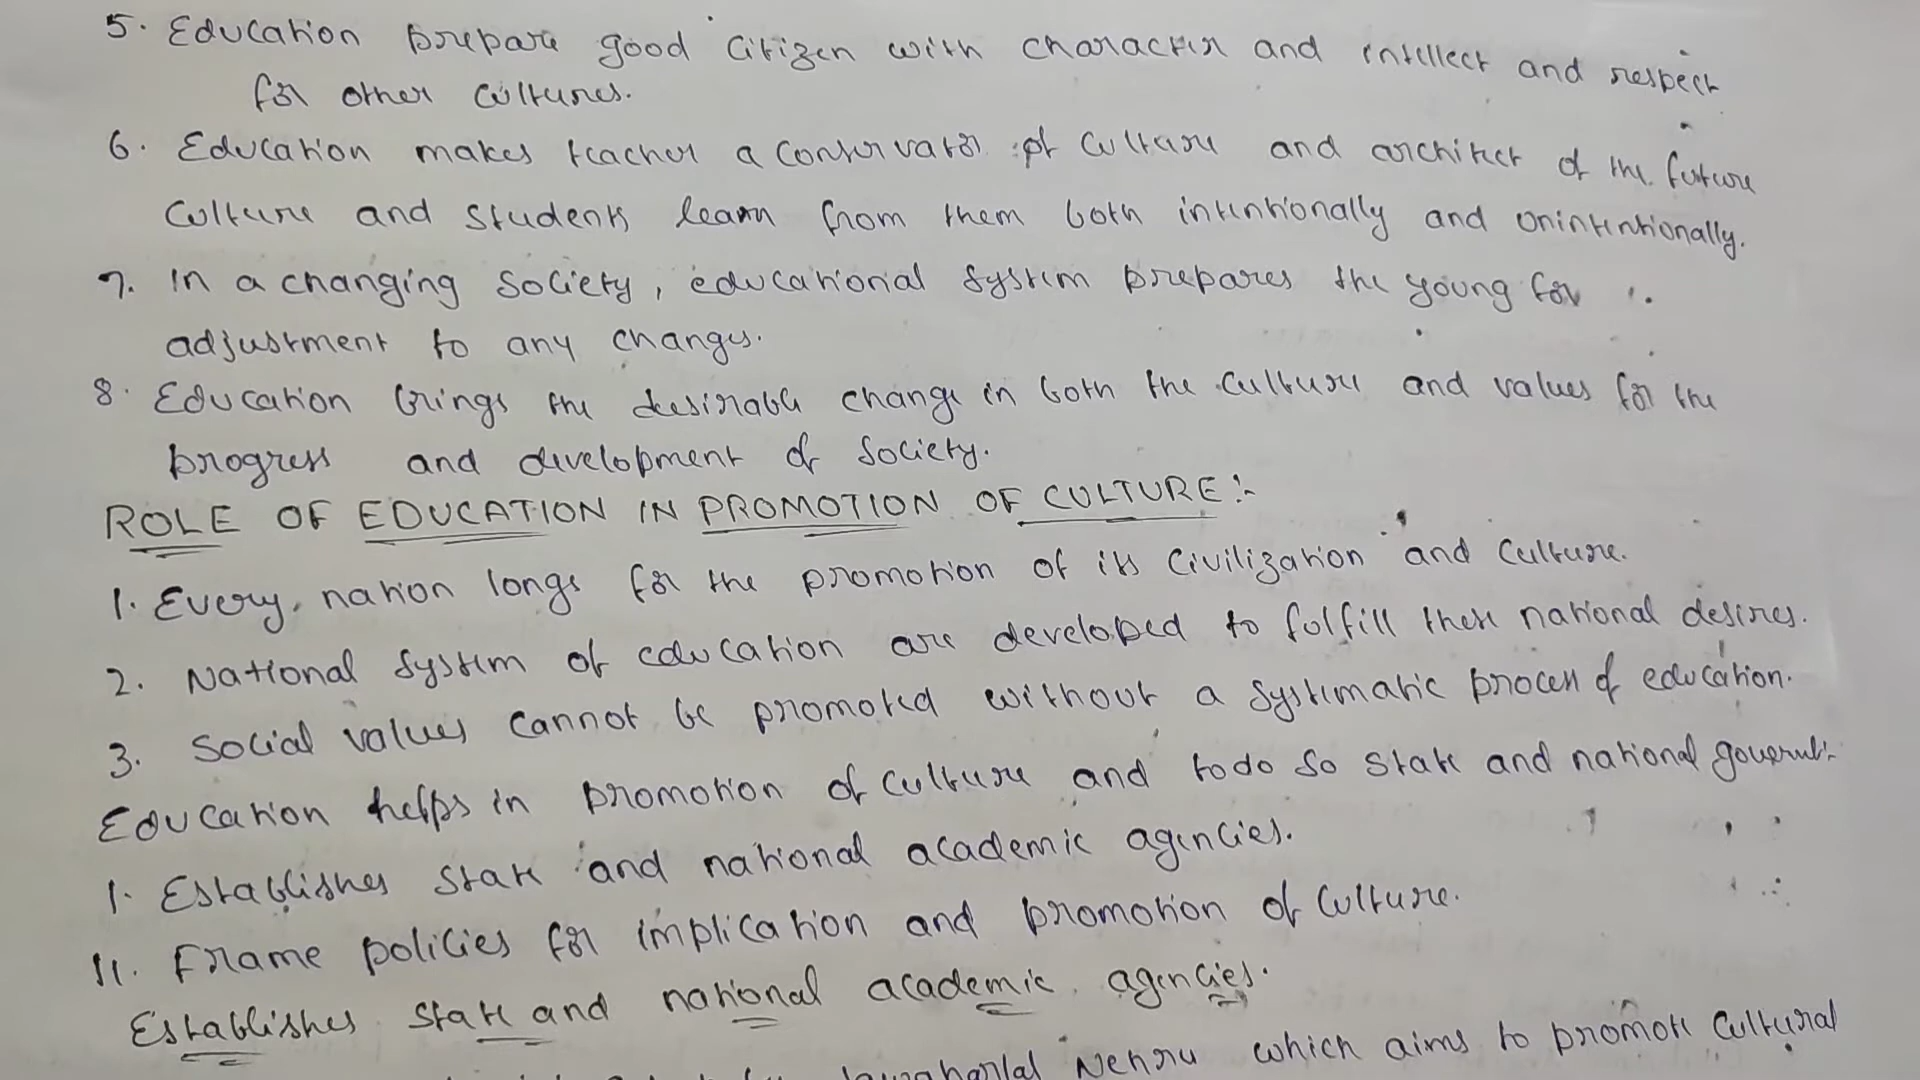 5. Education prepare good citizen with character and intellect and respect
for other cultures.
6. Education makes teacher a conservator of culture and architect of the future
culture and students learn from them both intentionally and unintentionally.
7. In a changing society, educational system prepares the young for
adjustment to any changes.
8. Education brings the desirable change in both the culture and values for the
progress and development of society.
ROLE OF EDUCATION IN PROMOTION OF CULTURE:-
1. Every nation longs for the promotion of its civilization and culture.
2. National system of education are developed to fulfill these national desires.
3. Social values cannot be promoted without a systematic process of education.
Education helps in promotion of culture and todo so state and national
1. Establishes state and national academic agencies.
11. Frame policies for implication and promotion of culture.
Establishes state and national academic agencies.
Nehru which aims to promote cultural